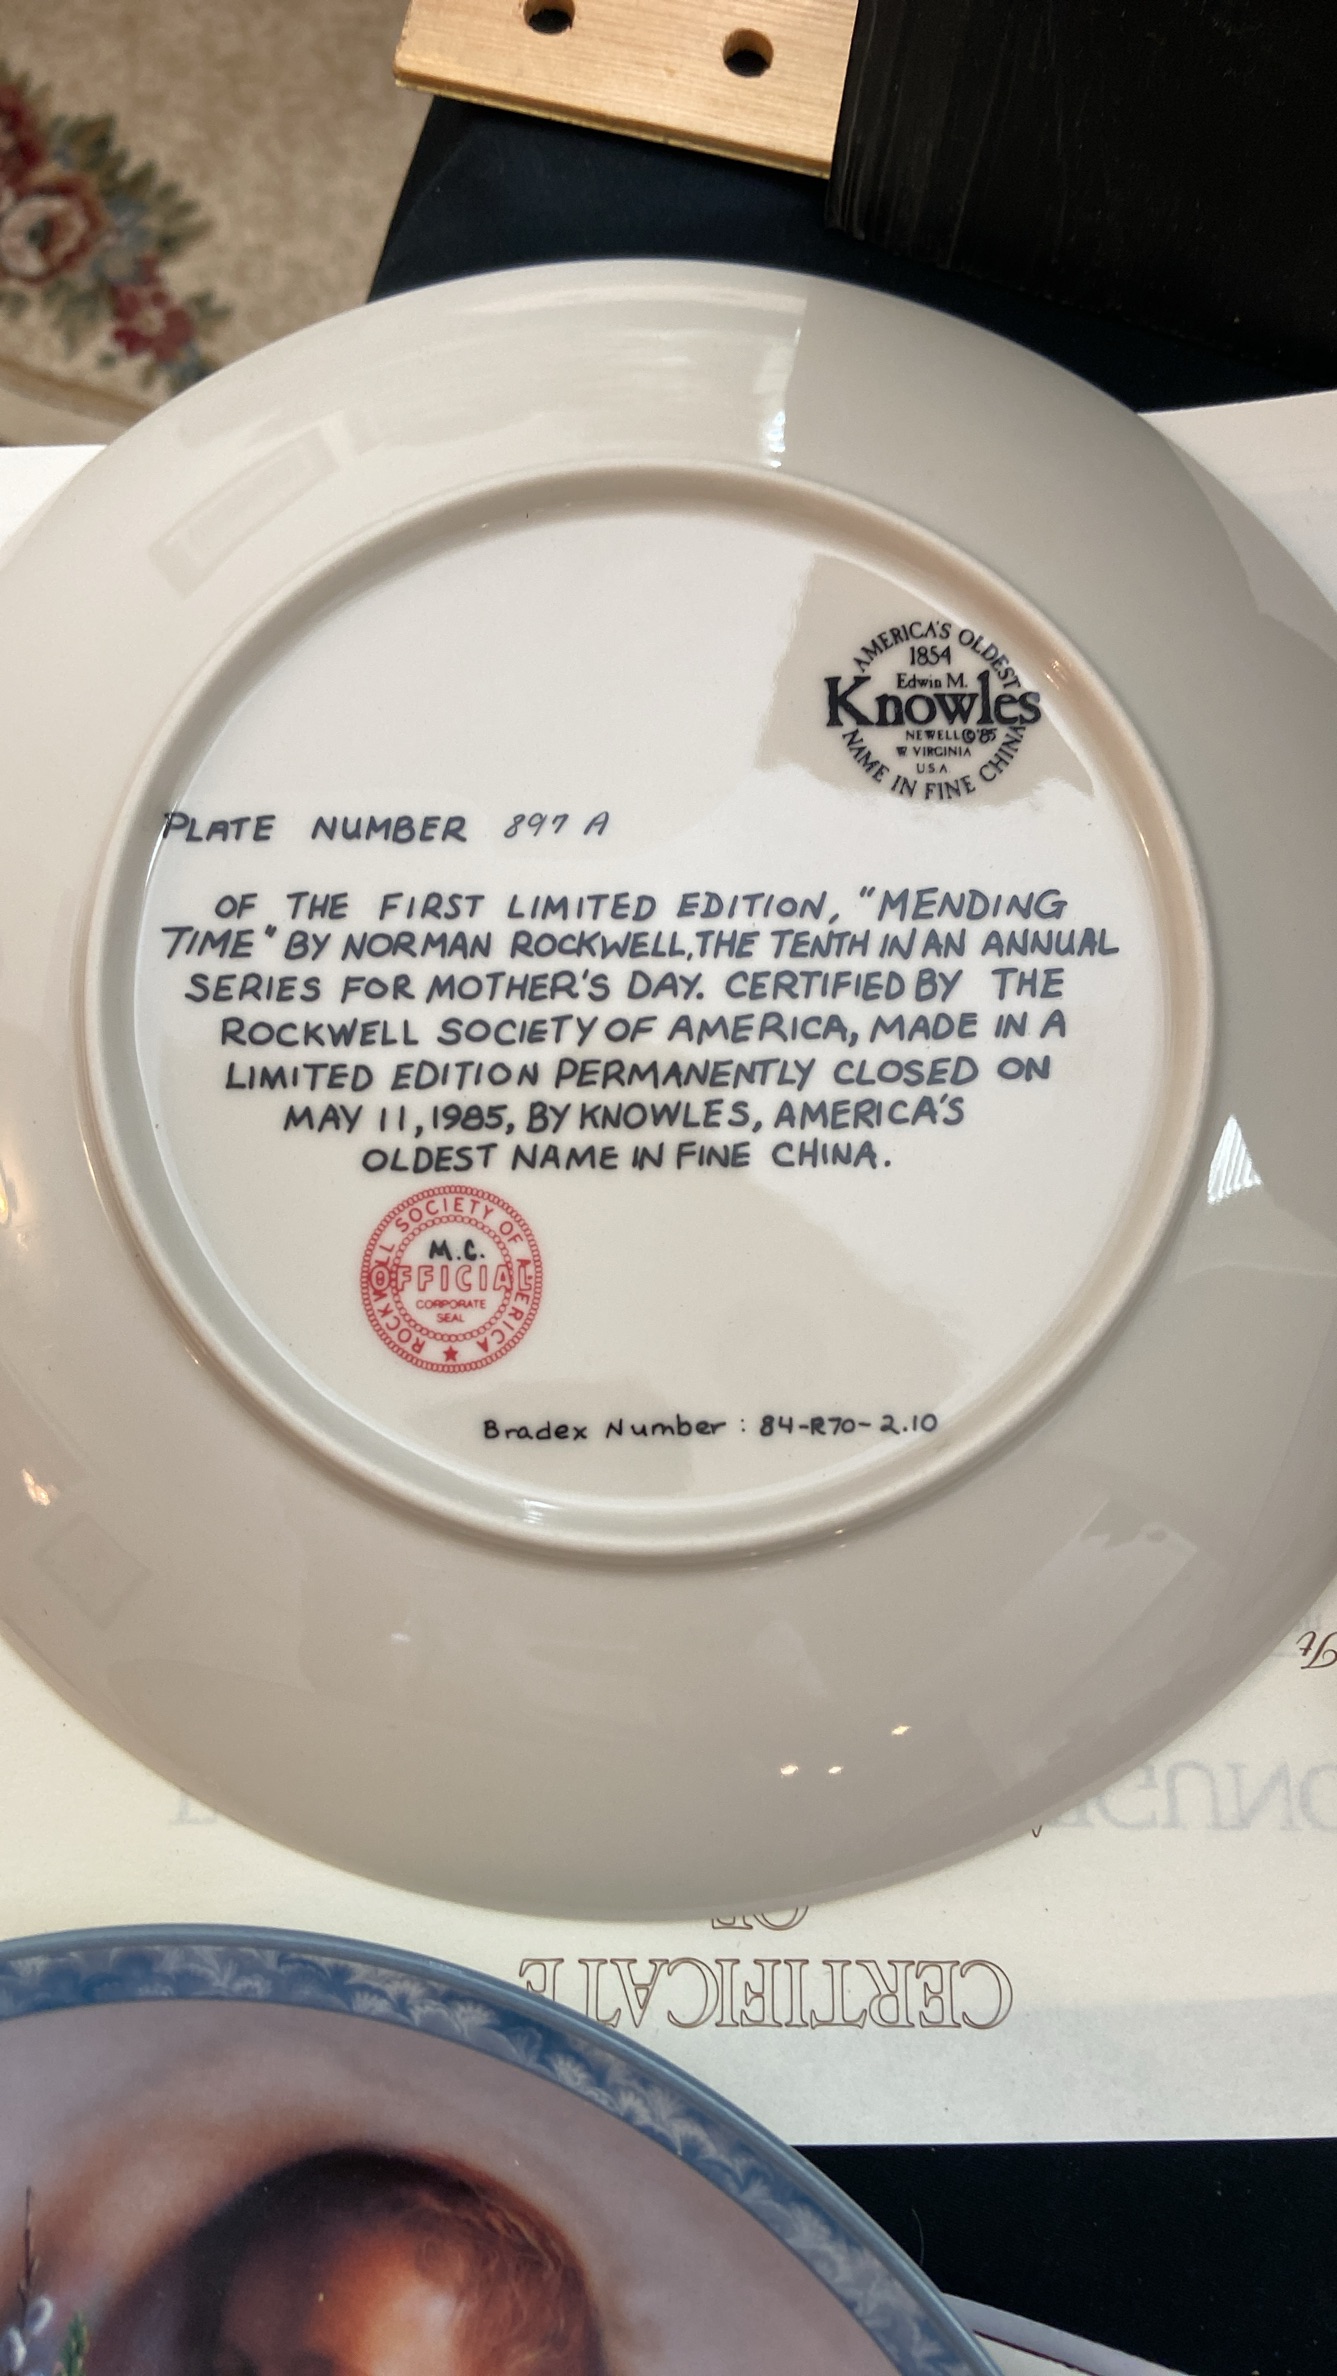 AMERICA'S OLDEST
1854
Edwin M.
Knowles
NEWELL © '85
W VIRGINIA
U.S.A
NAME IN FINE CHINA
PLATE NUMBER 897 A
OF THE FIRST LIMITED EDITION, "MENDING
TIME" BY NORMAN ROCKWELL, THE TENTH IN AN ANNUAL
SERIES FOR MOTHER'S DAY. CERTIFIED BY THE
ROCKWELL SOCIETY OF AMERICA, MADE IN A
LIMITED EDITION PERMANENTLY CLOSED ON
MAY 11, 1985, BY KNOWLES, AMERICA'S
OLDEST NAME IN FINE CHINA.
ROCKWELL SOCIETY OF AMERICA
M.C.
OFFICIAL
CORPORATE
SEAL
Bradex Number : 84-R70-2.10
OF
CERTIFICATE